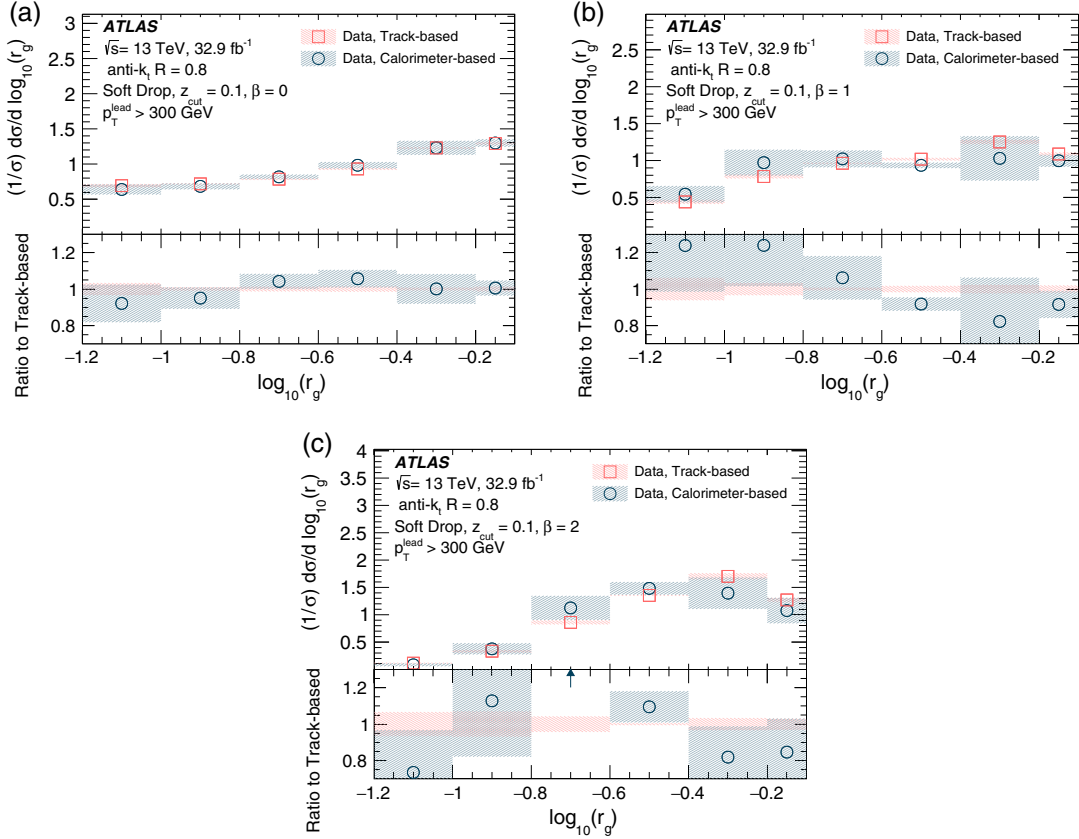 (a)
ATLAS
√s= 13 TeV, 32.9 fb⁻¹
anti-kₜ R = 0.8
Soft Drop, z_cut = 0.1, β = 0
p_T^lead > 300 GeV
Data, Track-based
Data, Calorimeter-based
(1/σ) dσ/d log₁₀(r_g)
3
2.5
2
1.5
1
0.5
Ratio to Track-based
1.2
1
0.8
−1.2 −1 −0.8 −0.6 −0.4 −0.2
log₁₀(r_g)
(b)
ATLAS
√s= 13 TeV, 32.9 fb⁻¹
anti-kₜ R = 0.8
Soft Drop, z_cut = 0.1, β = 1
p_T^lead > 300 GeV
Data, Track-based
Data, Calorimeter-based
(1/σ) dσ/d log₁₀(r_g)
2.5
2
1.5
1
0.5
Ratio to Track-based
1.2
1
0.8
−1.2 −1 −0.8 −0.6 −0.4 −0.2
log₁₀(r_g)
(c)
ATLAS
√s= 13 TeV, 32.9 fb⁻¹
anti-kₜ R = 0.8
Soft Drop, z_cut = 0.1, β = 2
p_T^lead > 300 GeV
Data, Track-based
Data, Calorimeter-based
(1/σ) dσ/d log₁₀(r_g)
4
3.5
3
2.5
2
1.5
1
0.5
Ratio to Track-based
1.2
1
0.8
−1.2 −1 −0.8 −0.6 −0.4 −0.2
log₁₀(r_g)